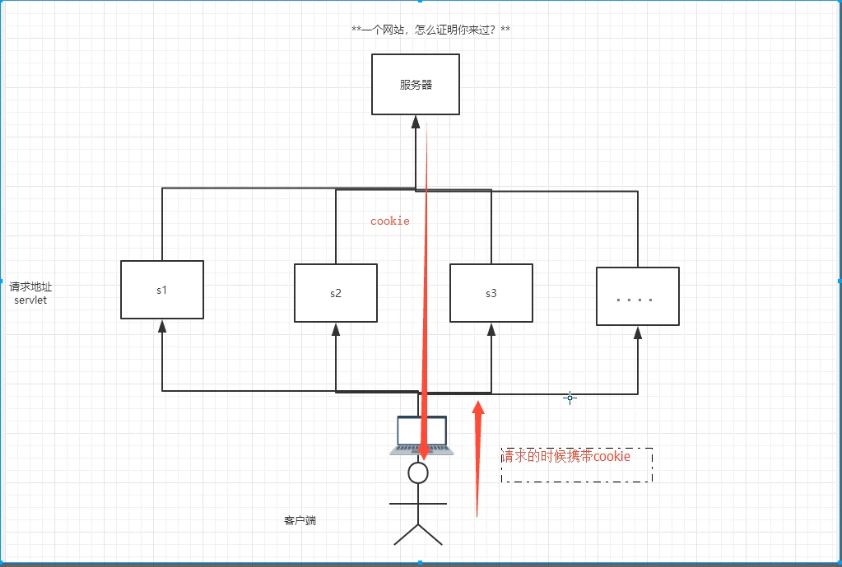 **一个网站，怎么证明你来过？**
服务器
cookie
请求地址
servlet
s1
s2
s3
....
请求的时候携带cookie
客户端